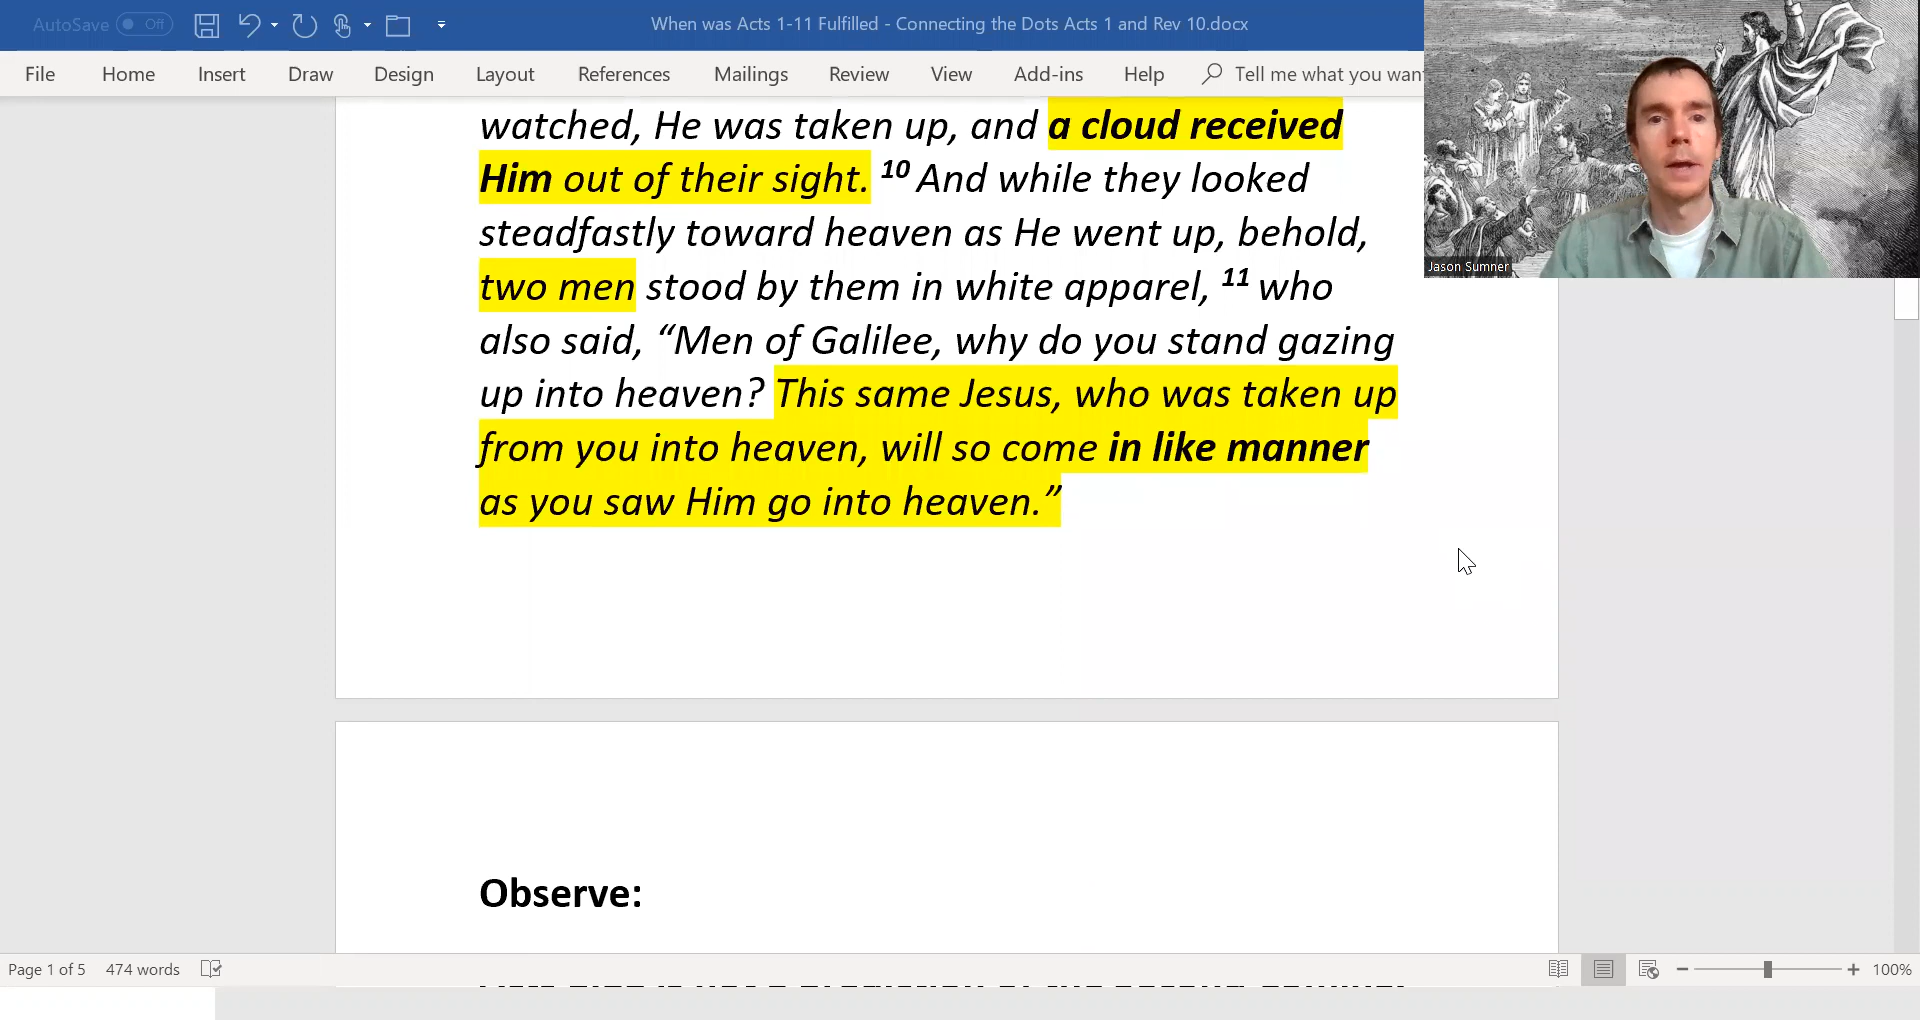 AutoSave Off
When was Acts 1-11 Fulfilled - Connecting the Dots Acts 1 and Rev 10.docx
File Home Insert Draw Design Layout References Mailings Review View Add-ins Help Tell me what you want
watched, He was taken up, and a cloud received
Him out of their sight. 10 And while they looked
steadfastly toward heaven as He went up, behold,
two men stood by them in white apparel, 11 who
also said, “Men of Galilee, why do you stand gazing
up into heaven? This same Jesus, who was taken up
from you into heaven, will so come in like manner
as you saw Him go into heaven.”
Jason Sumner
Observe:
Page 1 of 5 474 words
100%